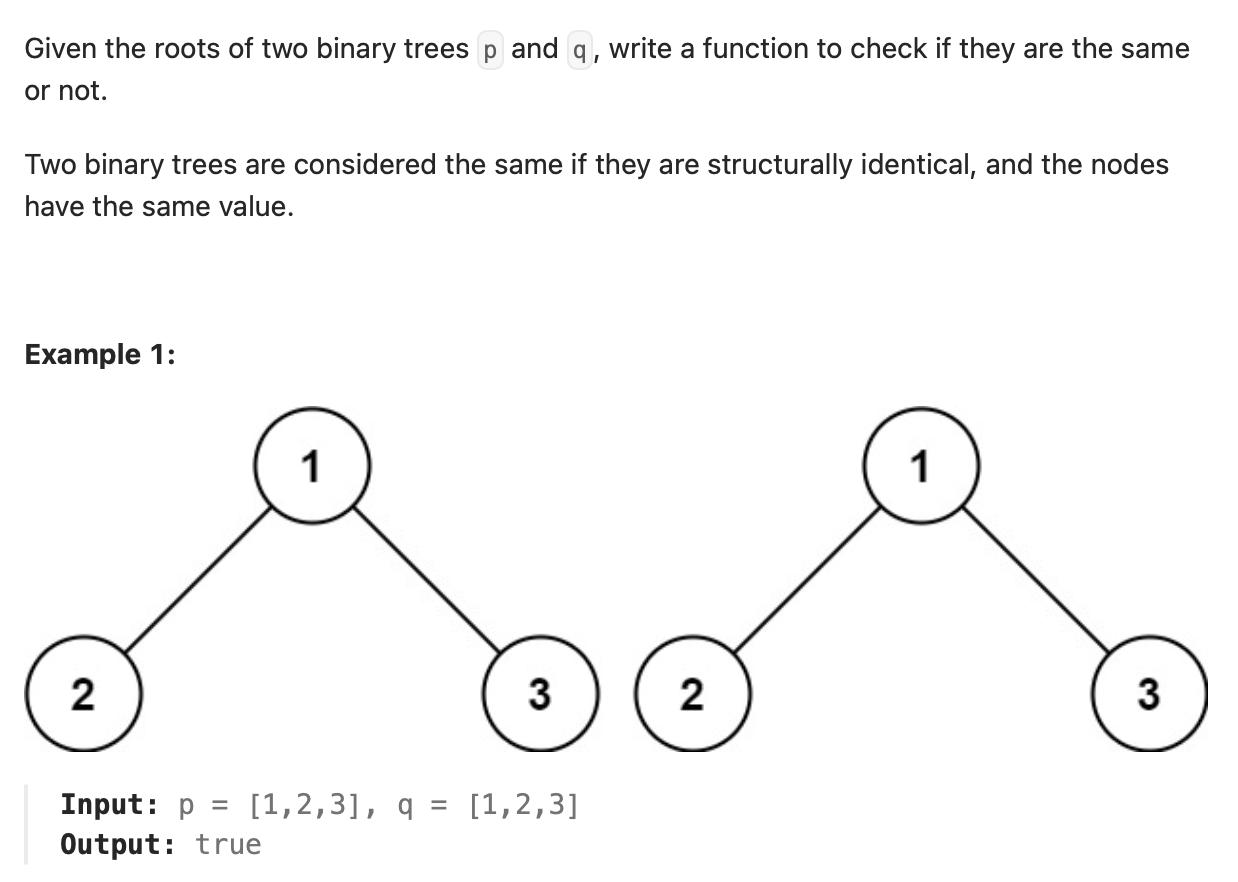 Given the roots of two binary trees p and q, write a function to check if they are the same
or not.
Two binary trees are considered the same if they are structurally identical, and the nodes
have the same value.
Example 1:
1 1
2 3 2 3
Input: p = [1,2,3], q = [1,2,3]
Output: true